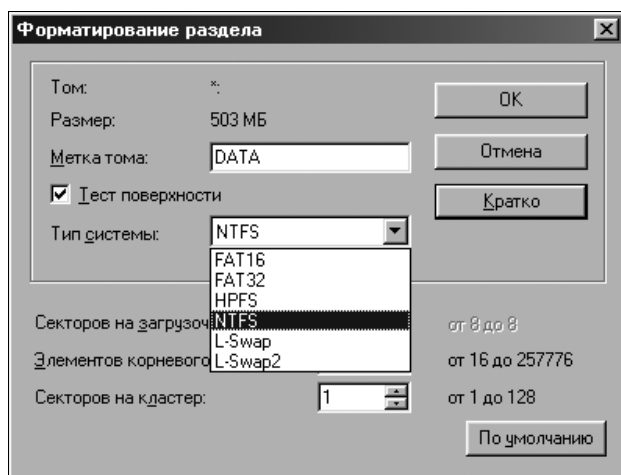 Форматирование раздела
Том: *:
OK
Размер: 503 МБ
Метка тома: DATA
Отмена
Тест поверхности
Кратко
Тип системы: NTFS
FAT16
FAT32
HPFS
Секторов на загрузоч NTFS от 8 до 8
L-Swap
Элементов корневого L-Swap2 от 16 до 257776
Секторов на кластер: 1 от 1 до 128
По умолчанию